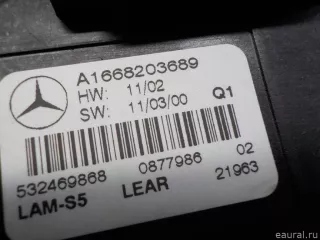 A1668203689
HW: 11/02
SW: 11/03/00 Q1
532469868 0877986 02
LAM-S5 LEAR 21963
eaural.ru